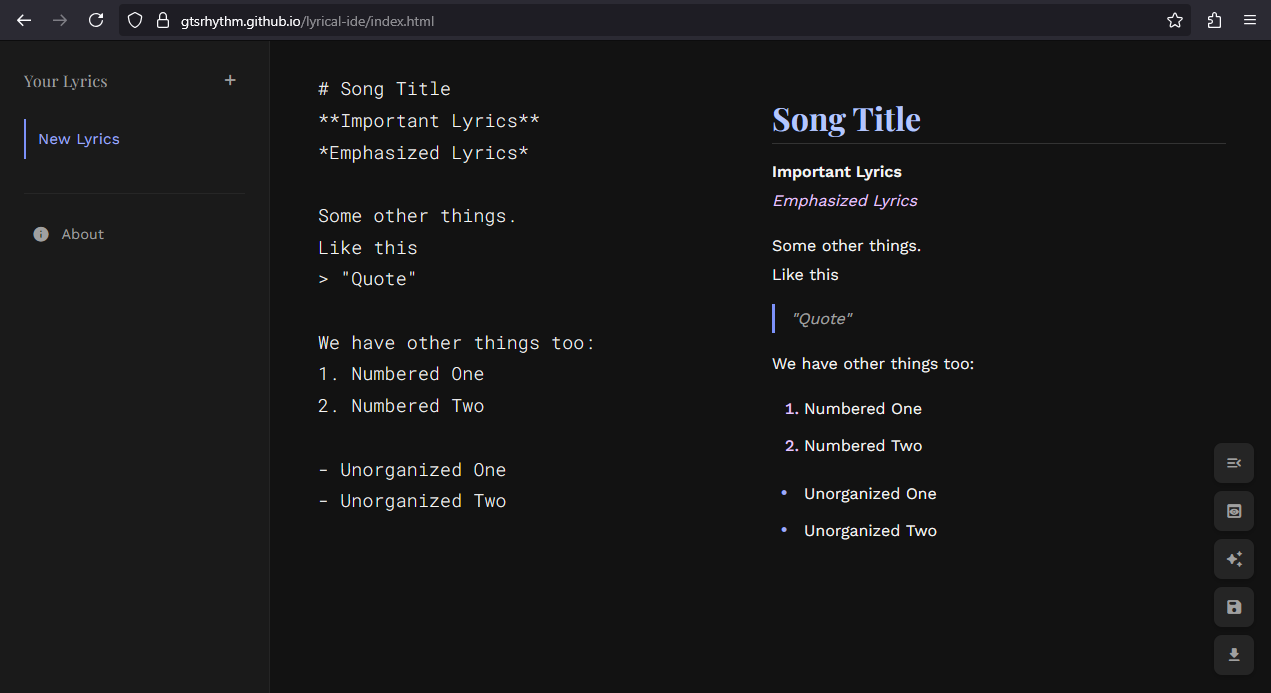 gtsrhythm.github.io/lyrical-ide/index.html
Your Lyrics +
New Lyrics
About
# Song Title
**Important Lyrics**
*Emphasized Lyrics*
Some other things.
Like this
> "Quote"
We have other things too:
1. Numbered One
2. Numbered Two
- Unorganized One
- Unorganized Two
Song Title
Important Lyrics
Emphasized Lyrics
Some other things.
Like this
"Quote"
We have other things too:
1. Numbered One
2. Numbered Two
• Unorganized One
• Unorganized Two